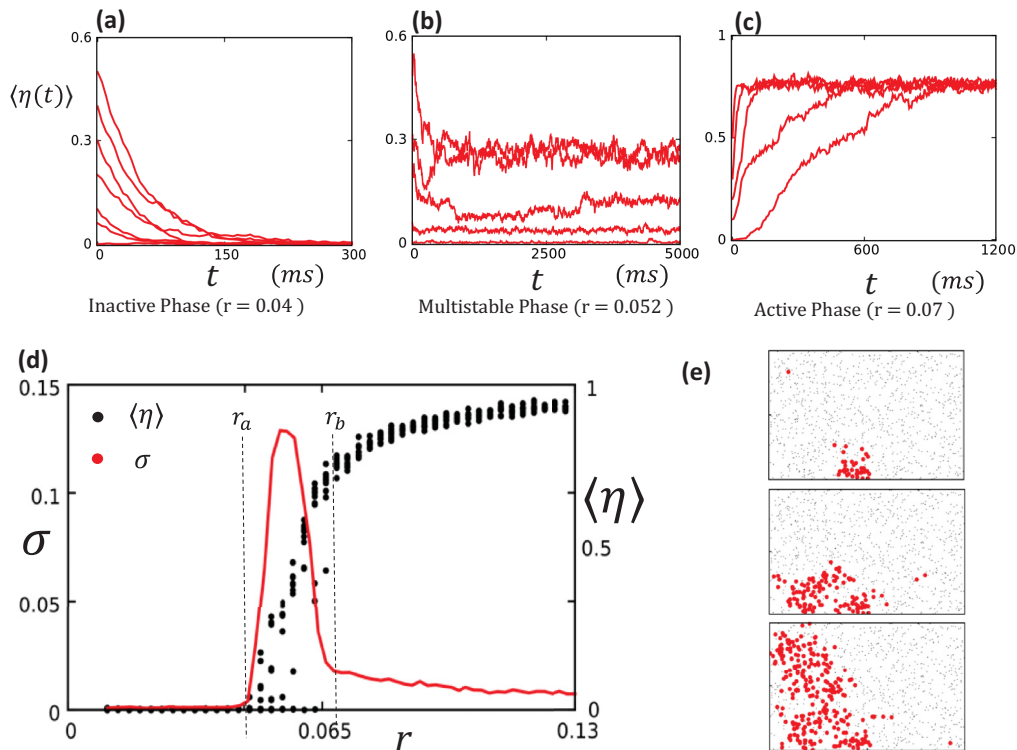 (a)
(b)
(c)
⟨η(t)⟩
0.6
0.3
0
0
150
300
t (ms)
Inactive Phase (r = 0.04 )
0.6
0.3
0
0
2500
5000
t (ms)
Multistable Phase (r = 0.052 )
1
0.5
0
0
600
1200
t (ms)
Active Phase (r = 0.07 )
(d)
0.15
0.10
0.05
0
σ
⟨η⟩
σ
r_a
r_b
1
0.5
0
⟨η⟩
0
0.065
0.13
r
(e)